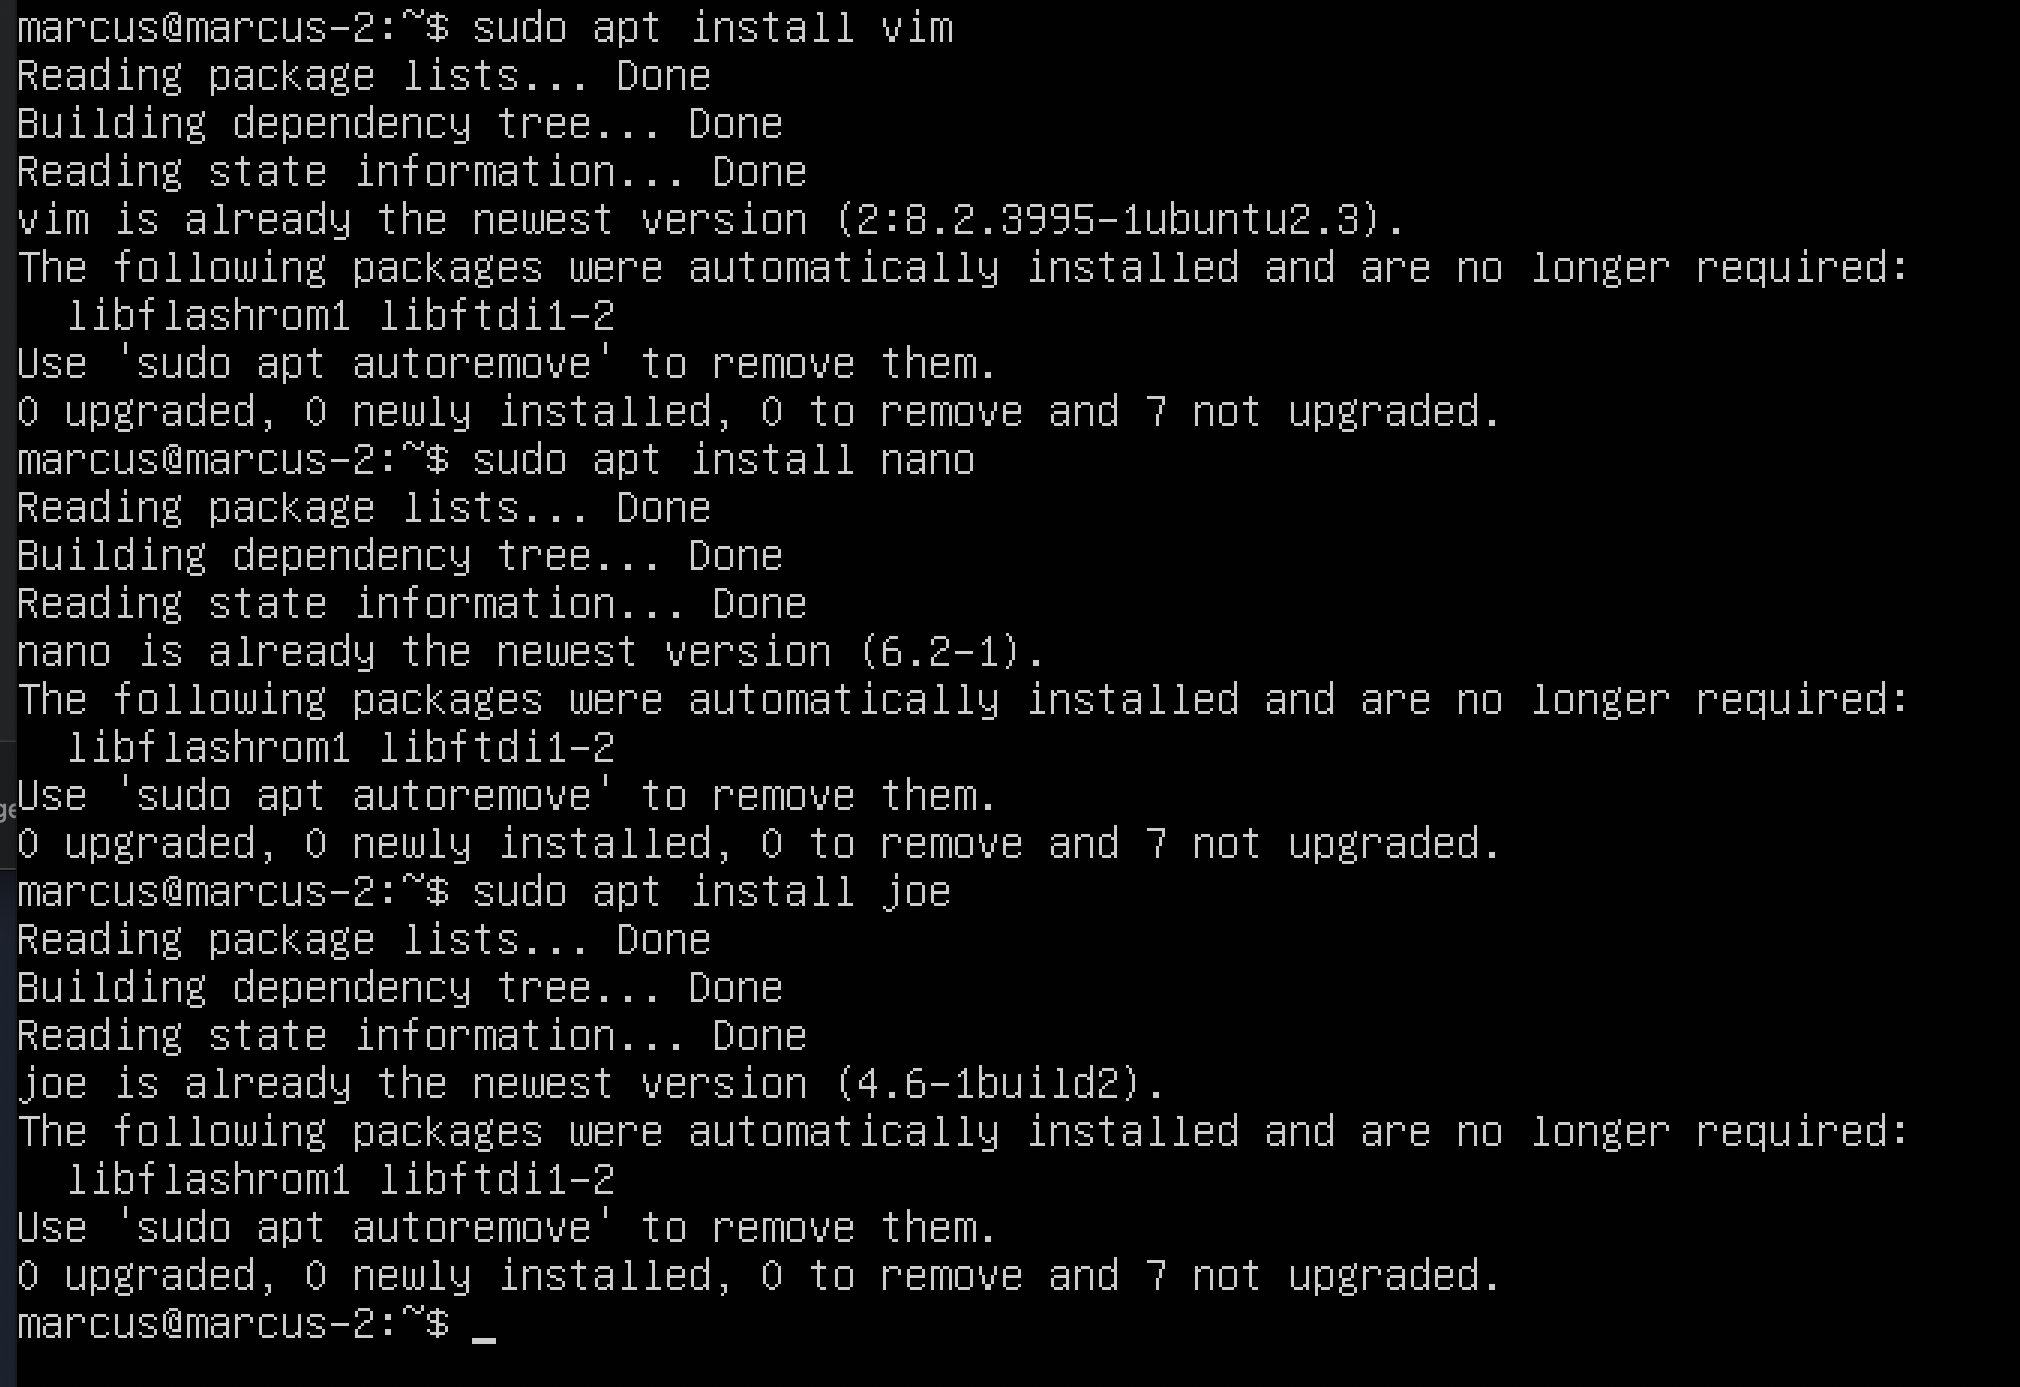 marcus@marcus-2:~$ sudo apt install vim
Reading package lists... Done
Building dependency tree... Done
Reading state information... Done
vim is already the newest version (2:8.2.3995-1ubuntu2.3).
The following packages were automatically installed and are no longer required:
  libflashrom1 libftdi1-2
Use 'sudo apt autoremove' to remove them.
0 upgraded, 0 newly installed, 0 to remove and 7 not upgraded.
marcus@marcus-2:~$ sudo apt install nano
Reading package lists... Done
Building dependency tree... Done
Reading state information... Done
nano is already the newest version (6.2-1).
The following packages were automatically installed and are no longer required:
  libflashrom1 libftdi1-2
Use 'sudo apt autoremove' to remove them.
0 upgraded, 0 newly installed, 0 to remove and 7 not upgraded.
marcus@marcus-2:~$ sudo apt install joe
Reading package lists... Done
Building dependency tree... Done
Reading state information... Done
joe is already the newest version (4.6-1build2).
The following packages were automatically installed and are no longer required:
  libflashrom1 libftdi1-2
Use 'sudo apt autoremove' to remove them.
0 upgraded, 0 newly installed, 0 to remove and 7 not upgraded.
marcus@marcus-2:~$ _